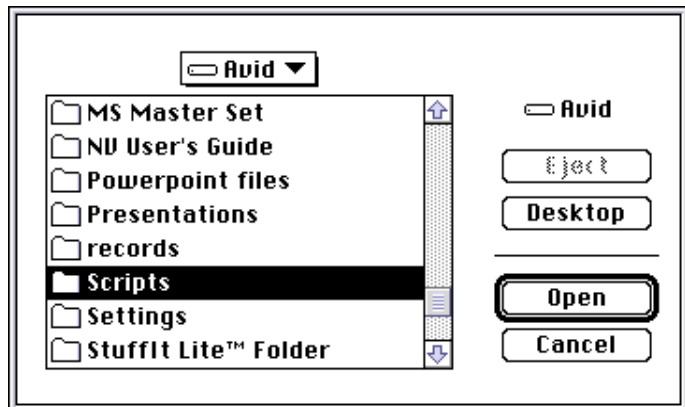 Avid
MS Master Set
NV User's Guide
Powerpoint files
Presentations
records
Scripts
Settings
StuffIt Lite™ Folder
Avid
Eject
Desktop
Open
Cancel